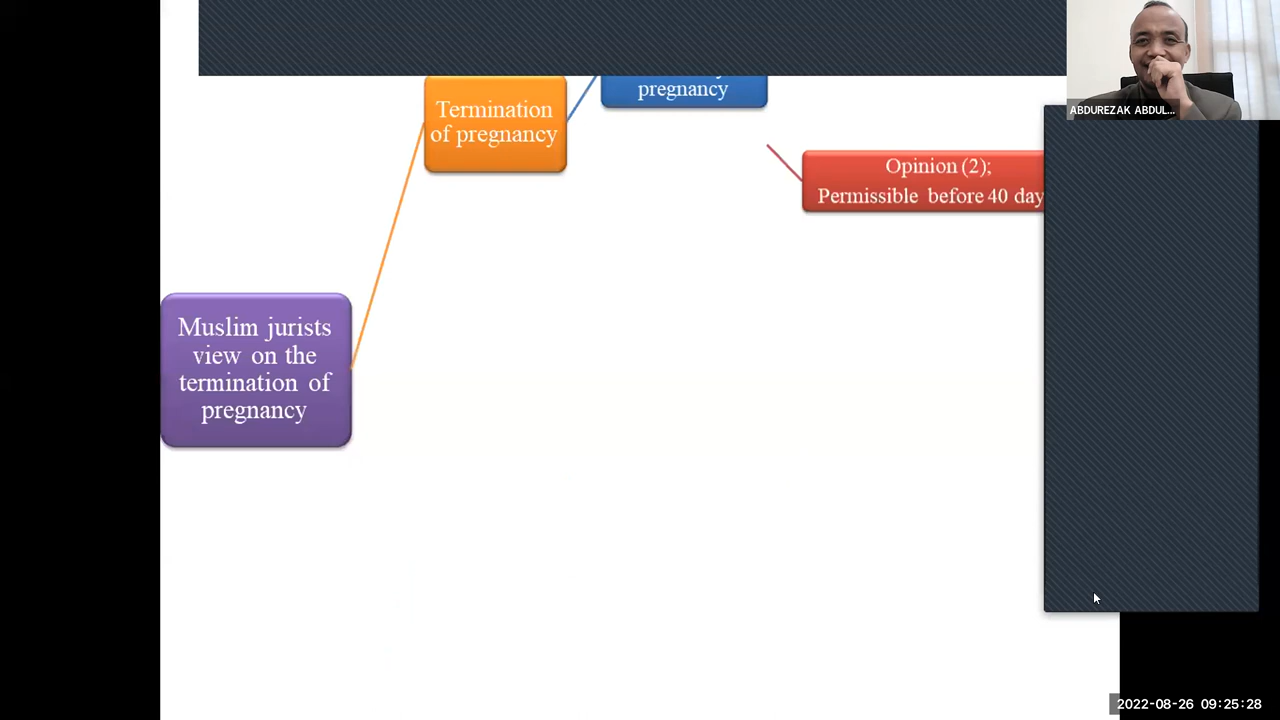 pregnancy
Termination
of pregnancy
ABDUREZAK ABDUL...
Opinion (2);
Permissible before 40 day
Muslim jurists
view on the
termination of
pregnancy
2022-08-26 09:25:28